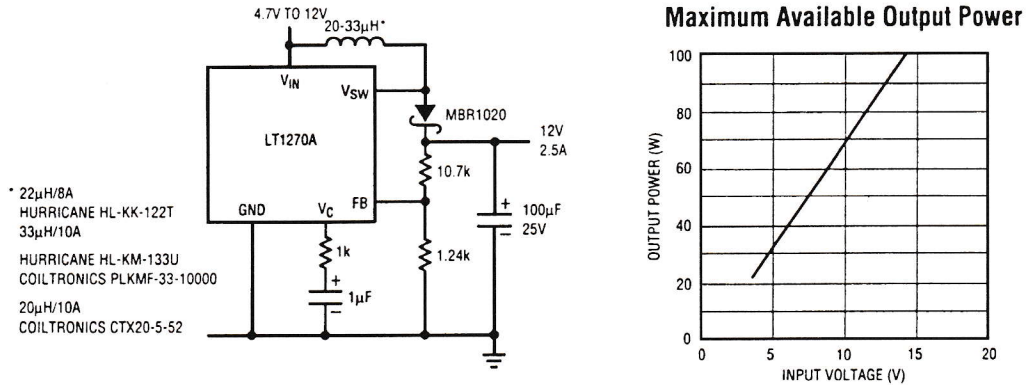 4.7V TO 12V
20-33µH*
VIN
VSW
LT1270A
MBR1020
12V
2.5A
10.7k
GND
VC
FB
100µF
25V
+
–
1k
1.24k
+
1µF
–
* 22µH/8A
HURRICANE HL-KK-122T
33µH/10A
HURRICANE HL-KM-133U
COILTRONICS PLKMF-33-10000
20µH/10A
COILTRONICS CTX20-5-52
Maximum Available Output Power
OUTPUT POWER (W)
100
80
60
40
20
0
0 5 10 15 20
INPUT VOLTAGE (V)